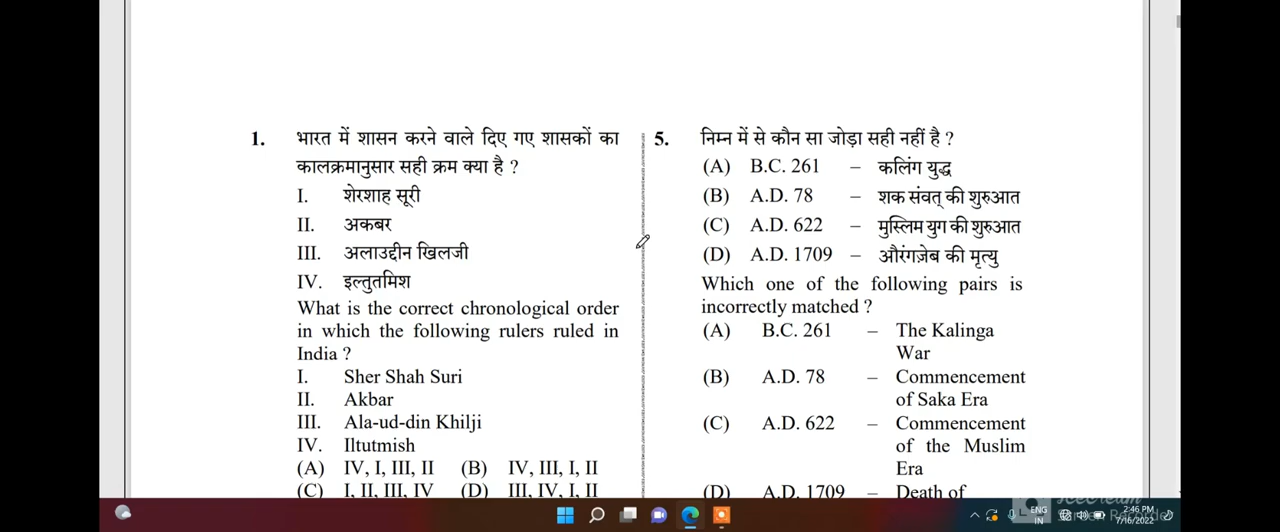 1. भारत में शासन करने वाले दिए गए शासकों का
कालक्रमानुसार सही क्रम क्या है ?
I. शेरशाह सूरी
II. अकबर
III. अलाउद्दीन खिलजी
IV. इल्तुतमिश
What is the correct chronological order
in which the following rulers ruled in
India ?
I. Sher Shah Suri
II. Akbar
III. Ala-ud-din Khilji
IV. Iltutmish
(A) IV, I, III, II (B) IV, III, I, II
(C) I, II, III, IV (D) III, IV, I, II
5. निम्न में से कौन सा जोड़ा सही नहीं है ?
(A) B.C. 261 – कलिंग युद्ध
(B) A.D. 78 – शक संवत् की शुरुआत
(C) A.D. 622 – मुस्लिम युग की शुरुआत
(D) A.D. 1709 – औरंगज़ेब की मृत्यु
Which one of the following pairs is
incorrectly matched ?
(A) B.C. 261 – The Kalinga
War
(B) A.D. 78 – Commencement
of Saka Era
(C) A.D. 622 – Commencement
of the Muslim
Era
(D) A.D. 1709 – Death of
ENG
IN
2:46 PM
7/16/2022